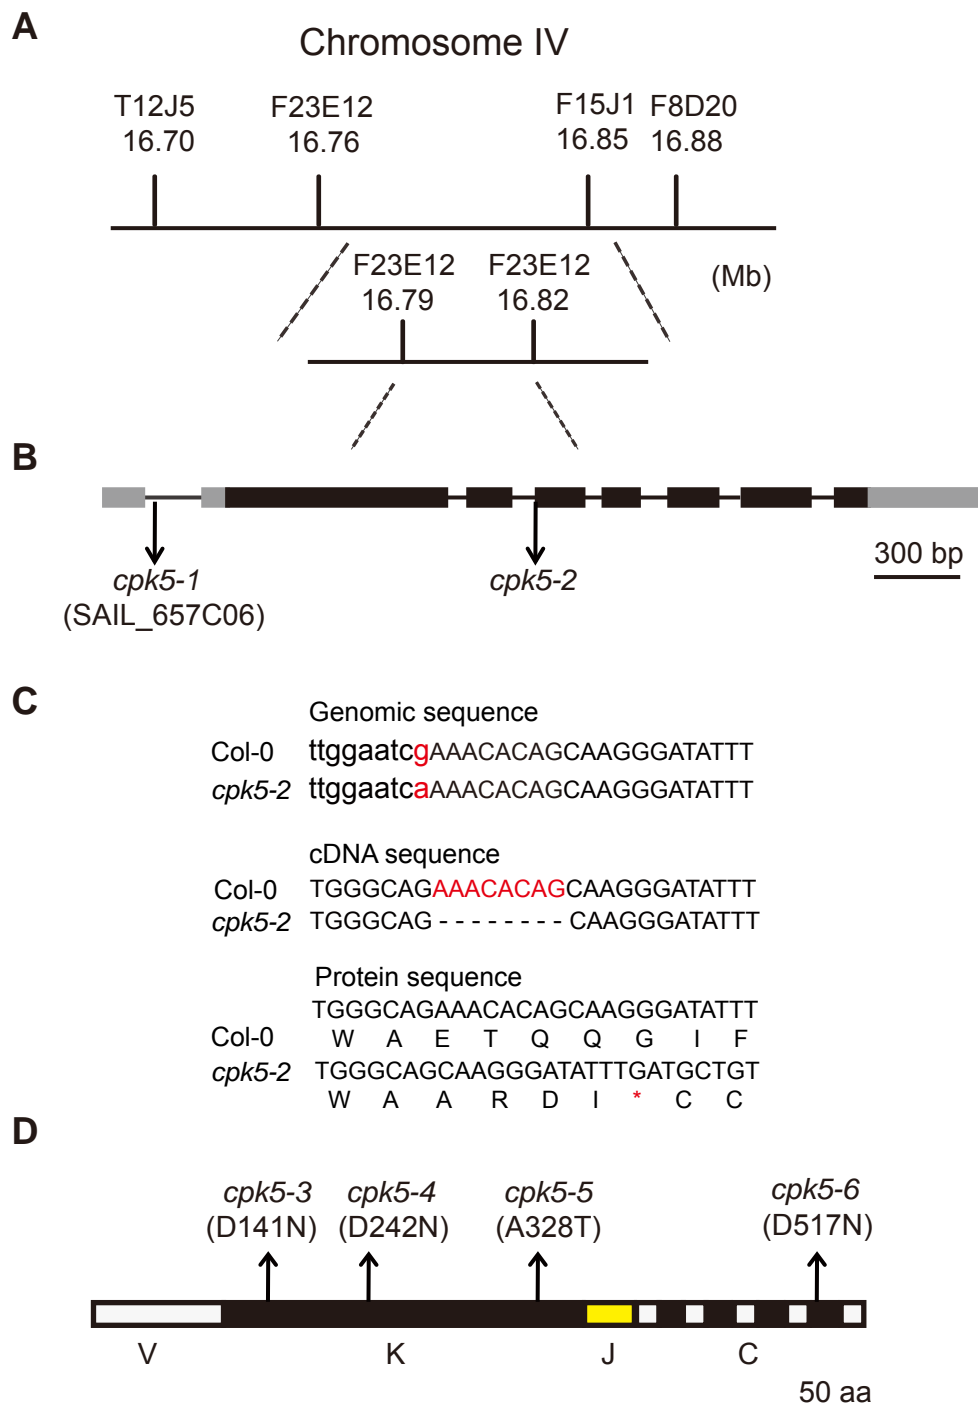 A
Chromosome IV
T12J5 F23E12 F15J1 F8D20
16.70 16.76 16.85 16.88
F23E12 F23E12
(Mb)
16.79 16.82
B
300 bp
cpk5-1 cpk5-2
(SAIL_657C06)
C
Genomic sequence
Col-0 ttggaatcgAAACACAGCAAGGGATATTT
cpk5-2 ttggaatcaAAACACAGCAAGGGATATTT
cDNA sequence
Col-0 TGGGCAGAAACACAGCAAGGGATATTT
cpk5-2 TGGGCAG--------CAAGGGATATTT
Protein sequence
TGGGCAGAAACACAGCAAGGGATATTT
Col-0 W A E T Q Q G I F
cpk5-2 TGGGCAGCAAGGGATATTTGATGCTGT
W A A R D I * C C
D
cpk5-3 cpk5-4 cpk5-5 cpk5-6
(D141N) (D242N) (A328T) (D517N)
V K J C
50 aa